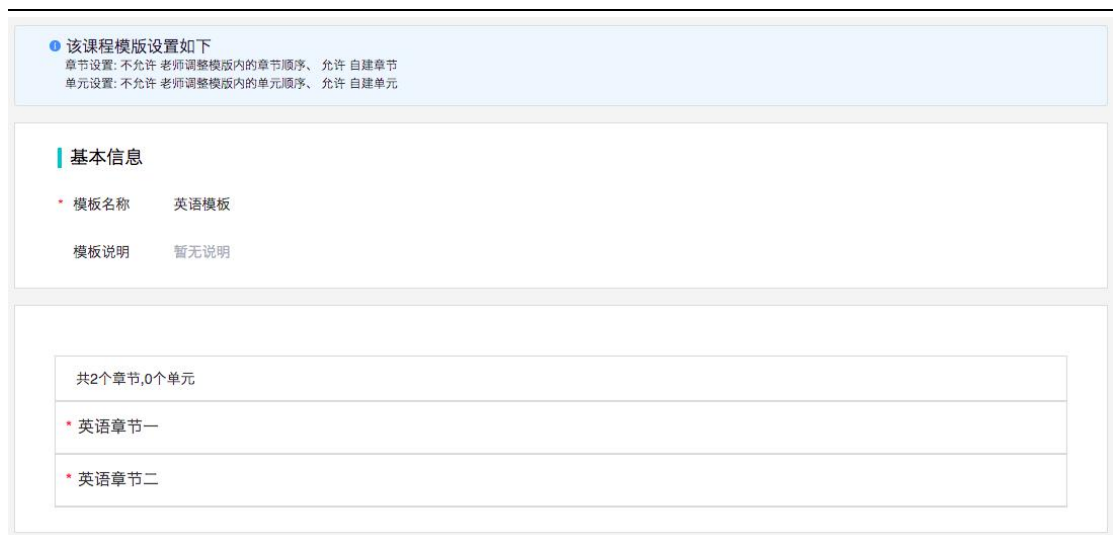 该课程模版设置如下
章节设置: 不允许 老师调整模版内的章节顺序、 允许 自建章节
单元设置: 不允许 老师调整模版内的单元顺序、 允许 自建单元
基本信息
* 模板名称 英语模板
模板说明 暂无说明
共2个章节,0个单元
* 英语章节一
* 英语章节二